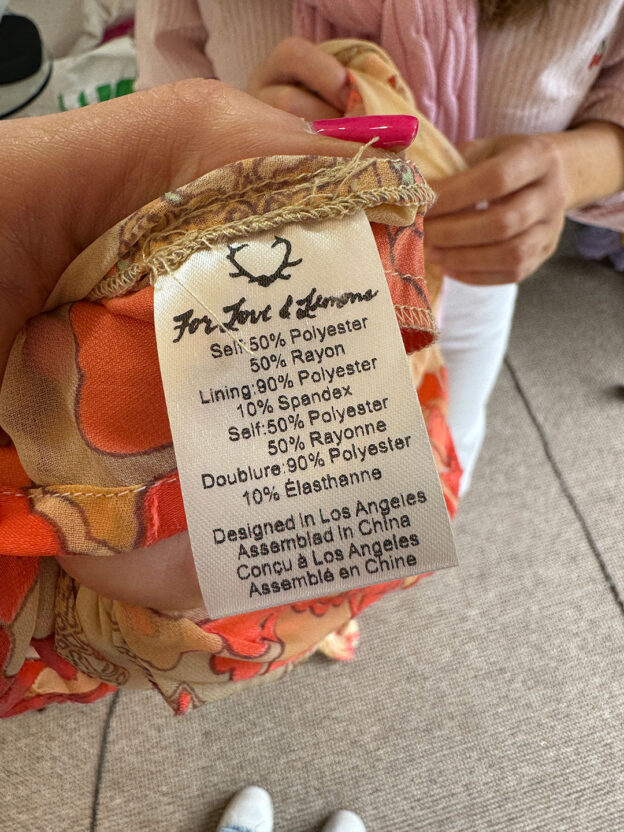 For Love & Lemons
Self:50% Polyester
50% Rayon
Lining:90% Polyester
10% Spandex
Self:50% Polyester
50% Rayonne
Doublure:90% Polyester
10% Élasthanne
Designed in Los Angeles
Assemblad in China
Conçu à Los Angeles
Assemblé en Chine